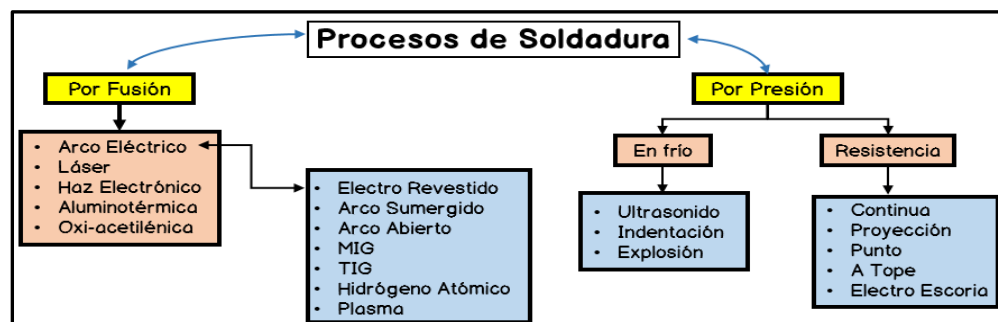 Procesos de Soldadura
Por Fusión
Arco Eléctrico
Láser
Haz Electrónico
Aluminotérmica
Oxi-acetilénica
Electro Revestido
Arco Sumergido
Arco Abierto
MIG
TIG
Hidrógeno Atómico
Plasma
Por Presión
En frío
Ultrasonido
Indentación
Explosión
Resistencia
Continua
Proyección
Punto
A Tope
Electro Escoria